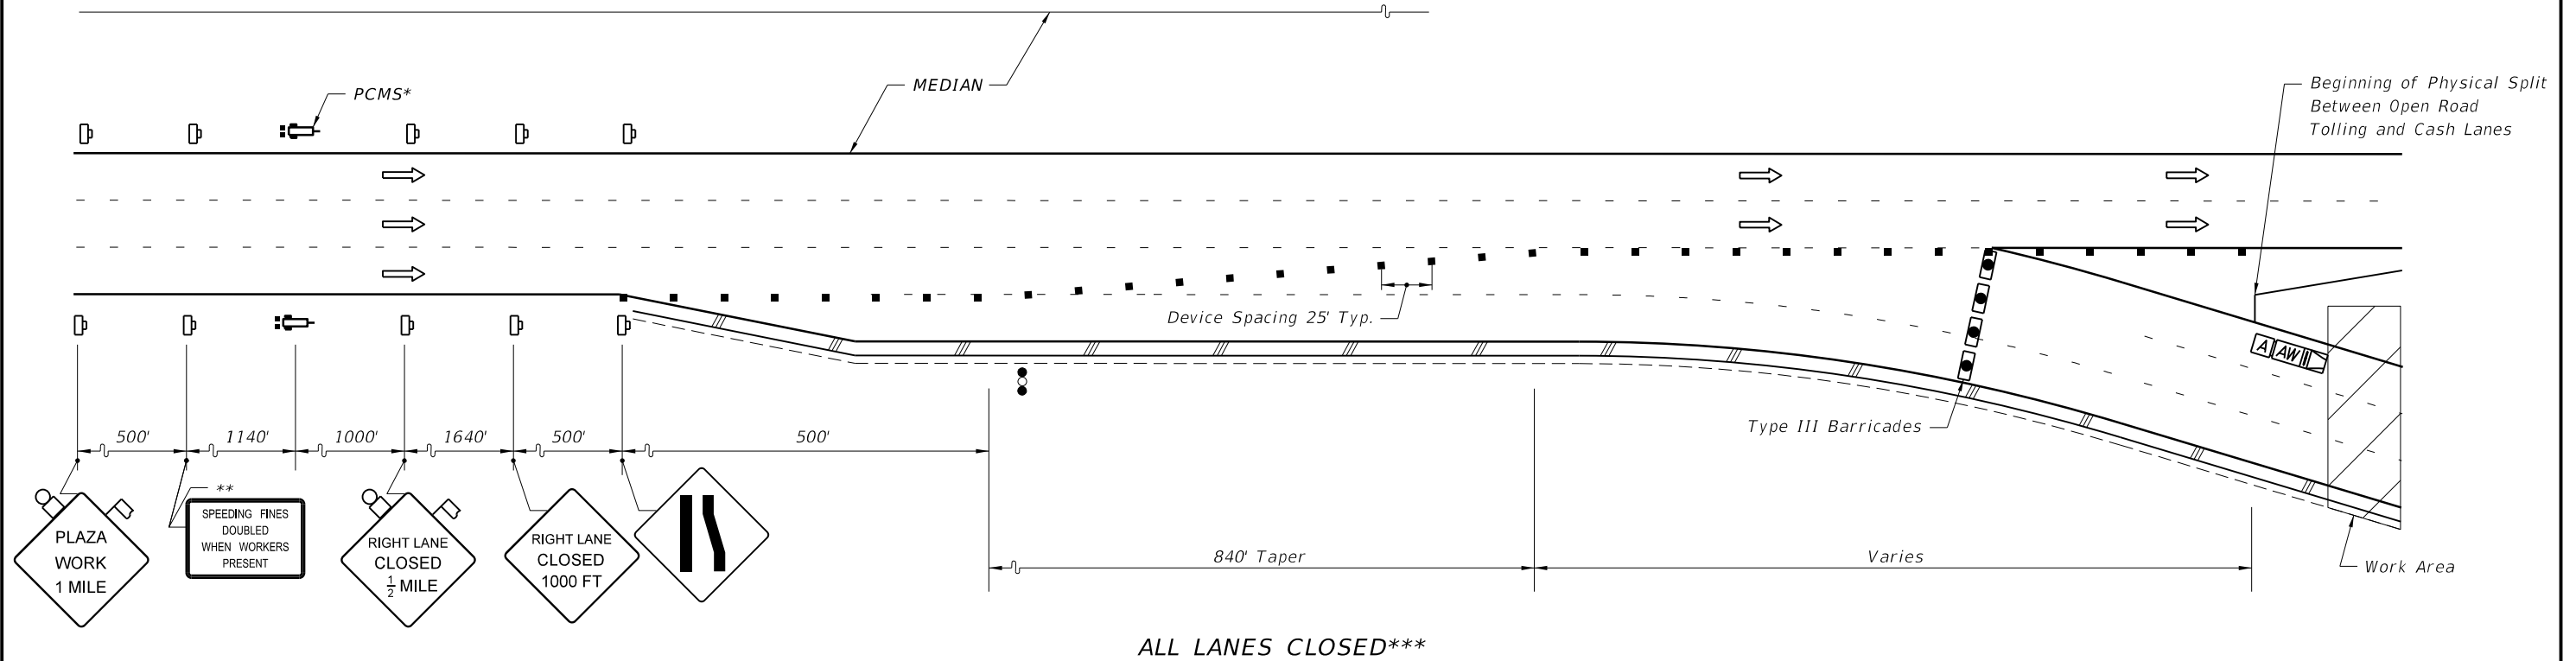 PCMS*
MEDIAN
Beginning of Physical Split
Between Open Road
Tolling and Cash Lanes
Device Spacing 25' Typ.
Type III Barricades
A
AW
500'
1140'
1000'
1640'
500'
500'
**
PLAZA
WORK
1 MILE
SPEEDING FINES
DOUBLED
WHEN WORKERS
PRESENT
RIGHT LANE
CLOSED
1/2 MILE
RIGHT LANE
CLOSED
1000 FT
840' Taper
Varies
Work Area
ALL LANES CLOSED***